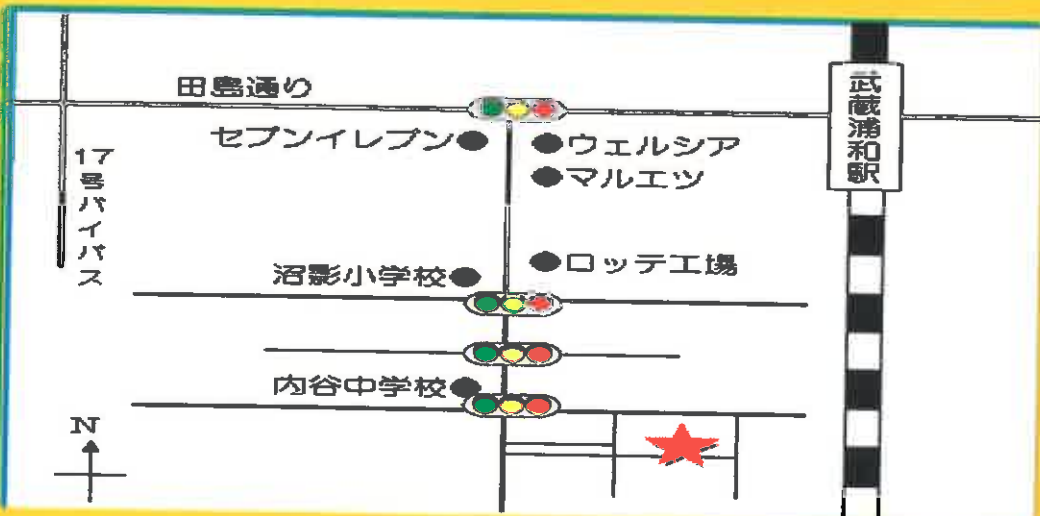 田島通り
武蔵浦和駅
セブンイレブン
ウェルシア
マルエツ
17号バイパス
ロッテ工場
沼影小学校
内谷中学校
N